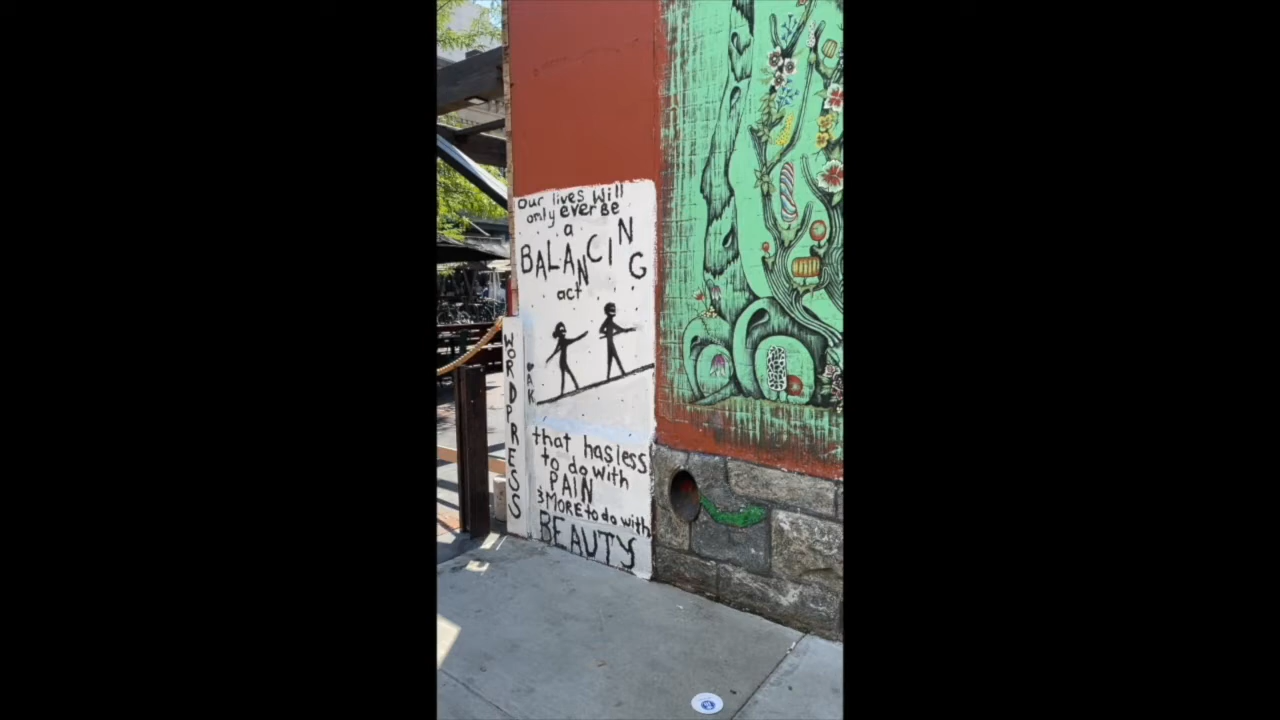 our lives will
only ever BE
a
BALANCING
act
♥ AK
WORDPRESS
that has less
to do with
PAIN
& MORE to do with
BEAUTY